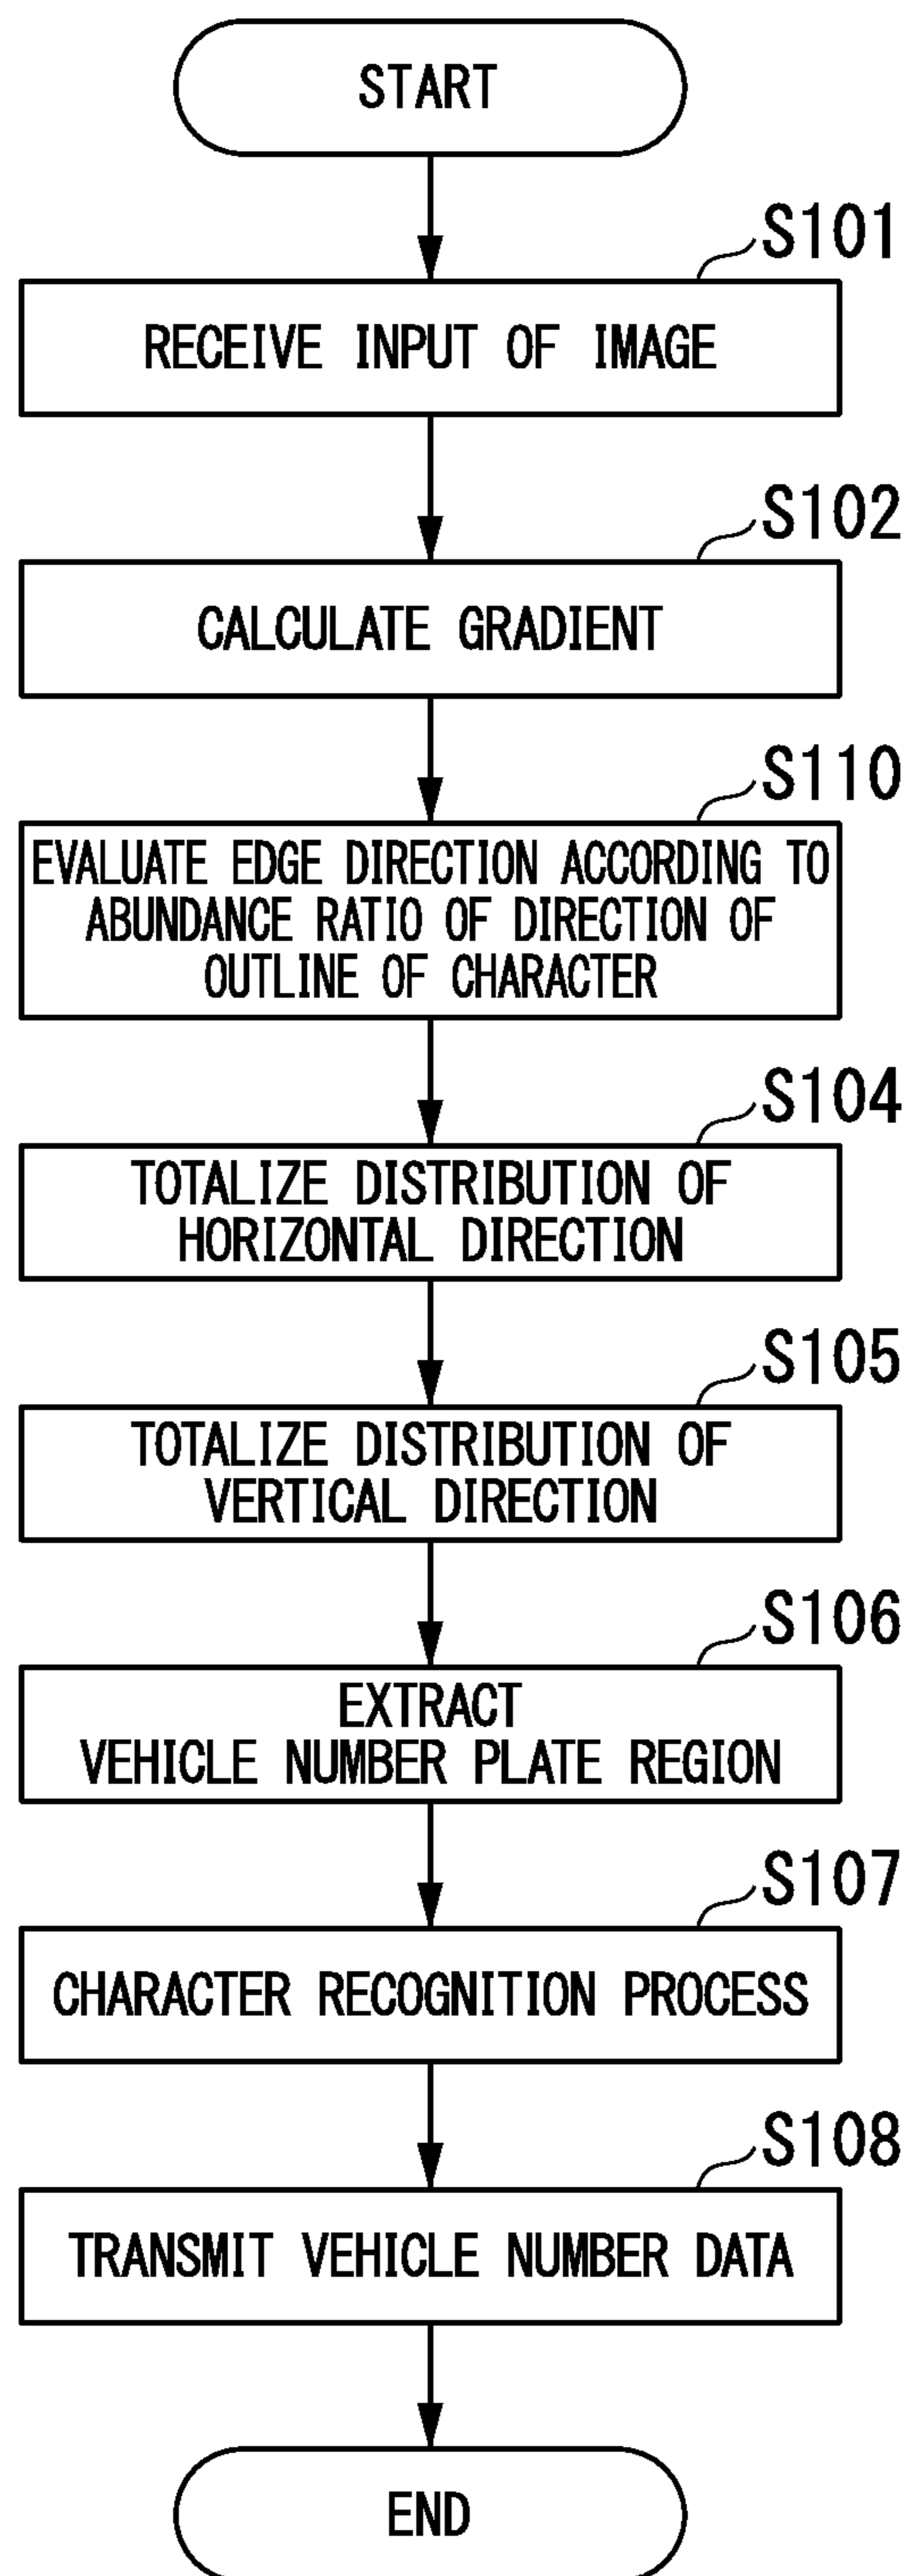 START
S101
RECEIVE INPUT OF IMAGE
S102
CALCULATE GRADIENT
S110
EVALUATE EDGE DIRECTION ACCORDING TO
ABUNDANCE RATIO OF DIRECTION OF
OUTLINE OF CHARACTER
S104
TOTALIZE DISTRIBUTION OF
HORIZONTAL DIRECTION
S105
TOTALIZE DISTRIBUTION OF
VERTICAL DIRECTION
S106
EXTRACT
VEHICLE NUMBER PLATE REGION
S107
CHARACTER RECOGNITION PROCESS
S108
TRANSMIT VEHICLE NUMBER DATA
END